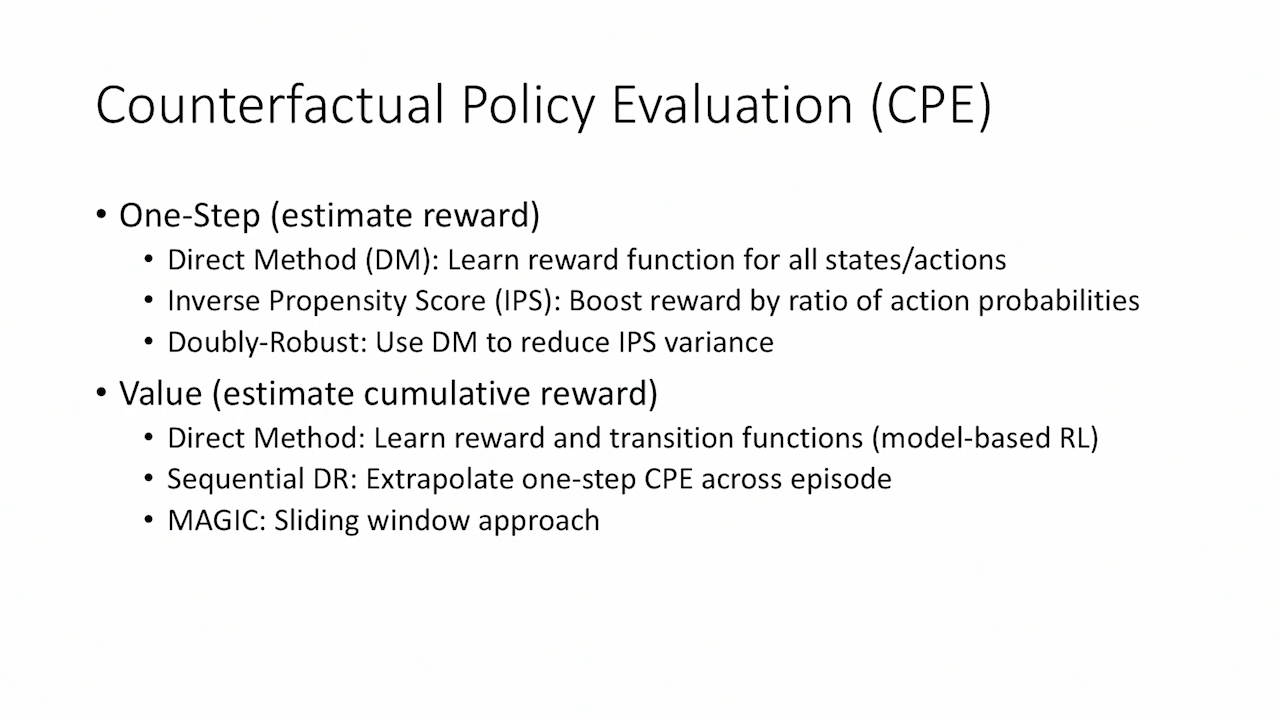 Counterfactual Policy Evaluation (CPE)
• One-Step (estimate reward)
• Direct Method (DM): Learn reward function for all states/actions
• Inverse Propensity Score (IPS): Boost reward by ratio of action probabilities
• Doubly-Robust: Use DM to reduce IPS variance
• Value (estimate cumulative reward)
• Direct Method: Learn reward and transition functions (model-based RL)
• Sequential DR: Extrapolate one-step CPE across episode
• MAGIC: Sliding window approach